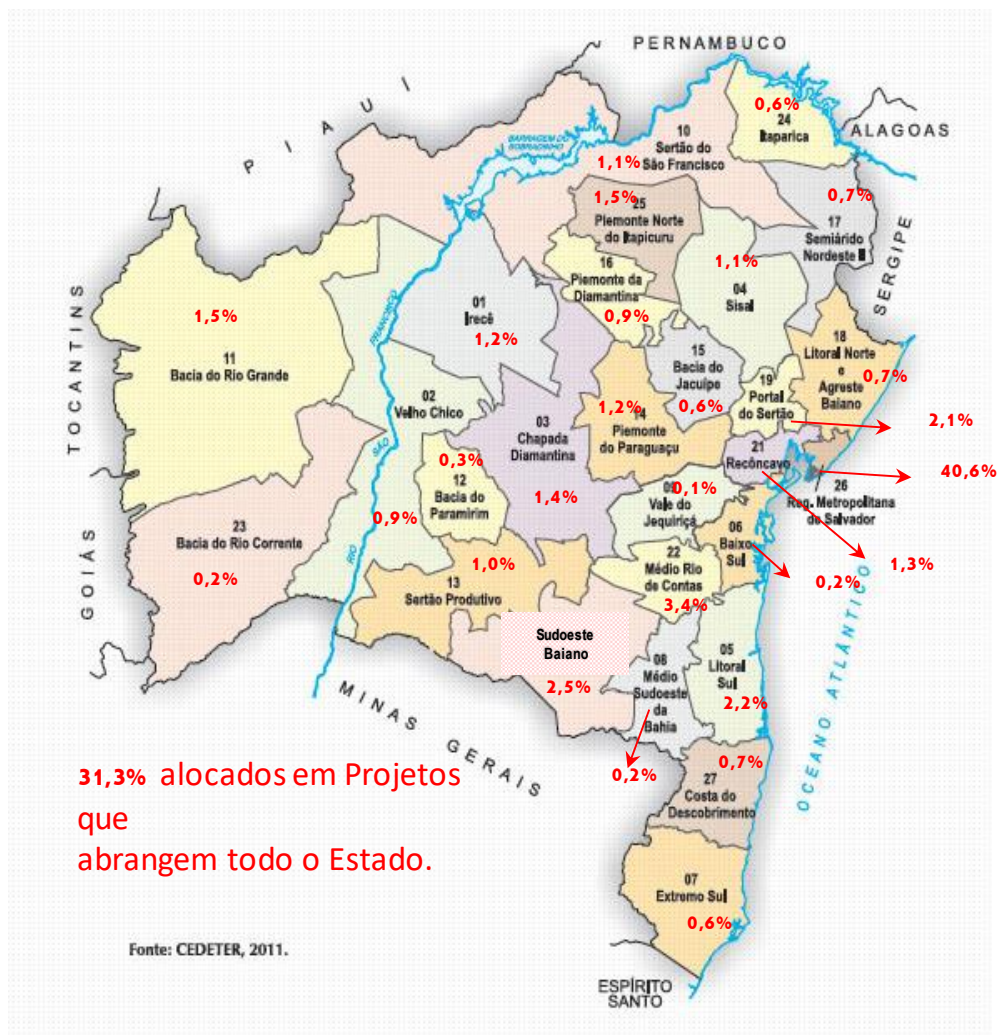 PERNAMBUCO
PIAUI
ALAGOAS
SERGIPE
TOCANTINS
GOIÁS
MINAS GERAIS
ESPÍRITO
SANTO
OCEANO ATLÂNTICO
BARRAGEM DO
SOBRADINHO
RIO
SÃO
FRANCISCO
0,6%
24
Itaparica
10
Sertão do
São Francisco
1,1%
0,7%
17
Semiárido
Nordeste II
1,5%
25
Piemonte Norte
do Itapicuru
16
Piemonte da
Diamantina
0,9%
1,1%
04
Sisal
01
Irecê
1,2%
1,5%
11
Bacia do Rio Grande
18
Litoral Norte
e
Agreste
Baiano
0,7%
15
Bacia do
Jacuípe
0,6%
19
Portal
do Sertão
2,1%
02
Velho Chico
0,9%
03
Chapada
Diamantina
1,4%
1,2%
14
Piemonte
do Paraguaçu
21
Recôncavo
1,3%
40,6%
26
Reg. Metropolitana
de Salvador
0,3%
12
Bacia do
Paramirim
09
0,1%
Vale do
Jequiriçá
06
Baixo
Sul
0,2%
23
Bacia do Rio Corrente
0,2%
1,0%
13
Sertão Produtivo
22
Médio Rio
de Contas
3,4%
Sudoeste
Baiano
2,5%
08
Médio
Sudoeste
da
Bahia
0,2%
05
Litoral
Sul
2,2%
0,7%
27
Costa do
Descobrimento
07
Extremo Sul
0,6%
31,3% alocados em Projetos
que
abrangem todo o Estado.
Fonte: CEDETER, 2011.